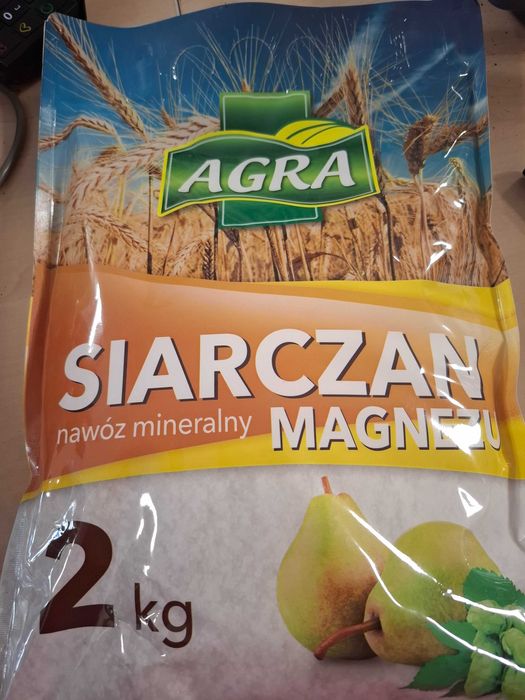 AGRA
SIARCZAN
nawóz mineralny MAGNEZU
2 kg